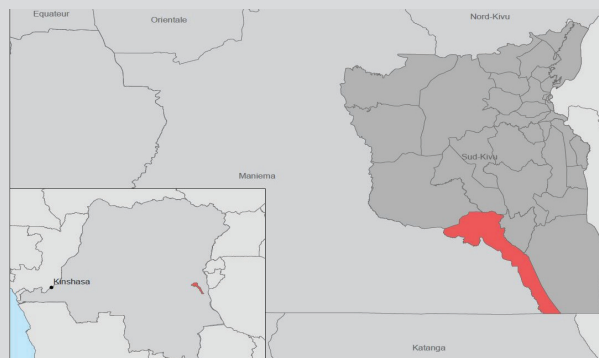 Equateur
Orientale
Nord-Kivu
Sud-Kivu
Maniema
Kinshasa
Katanga